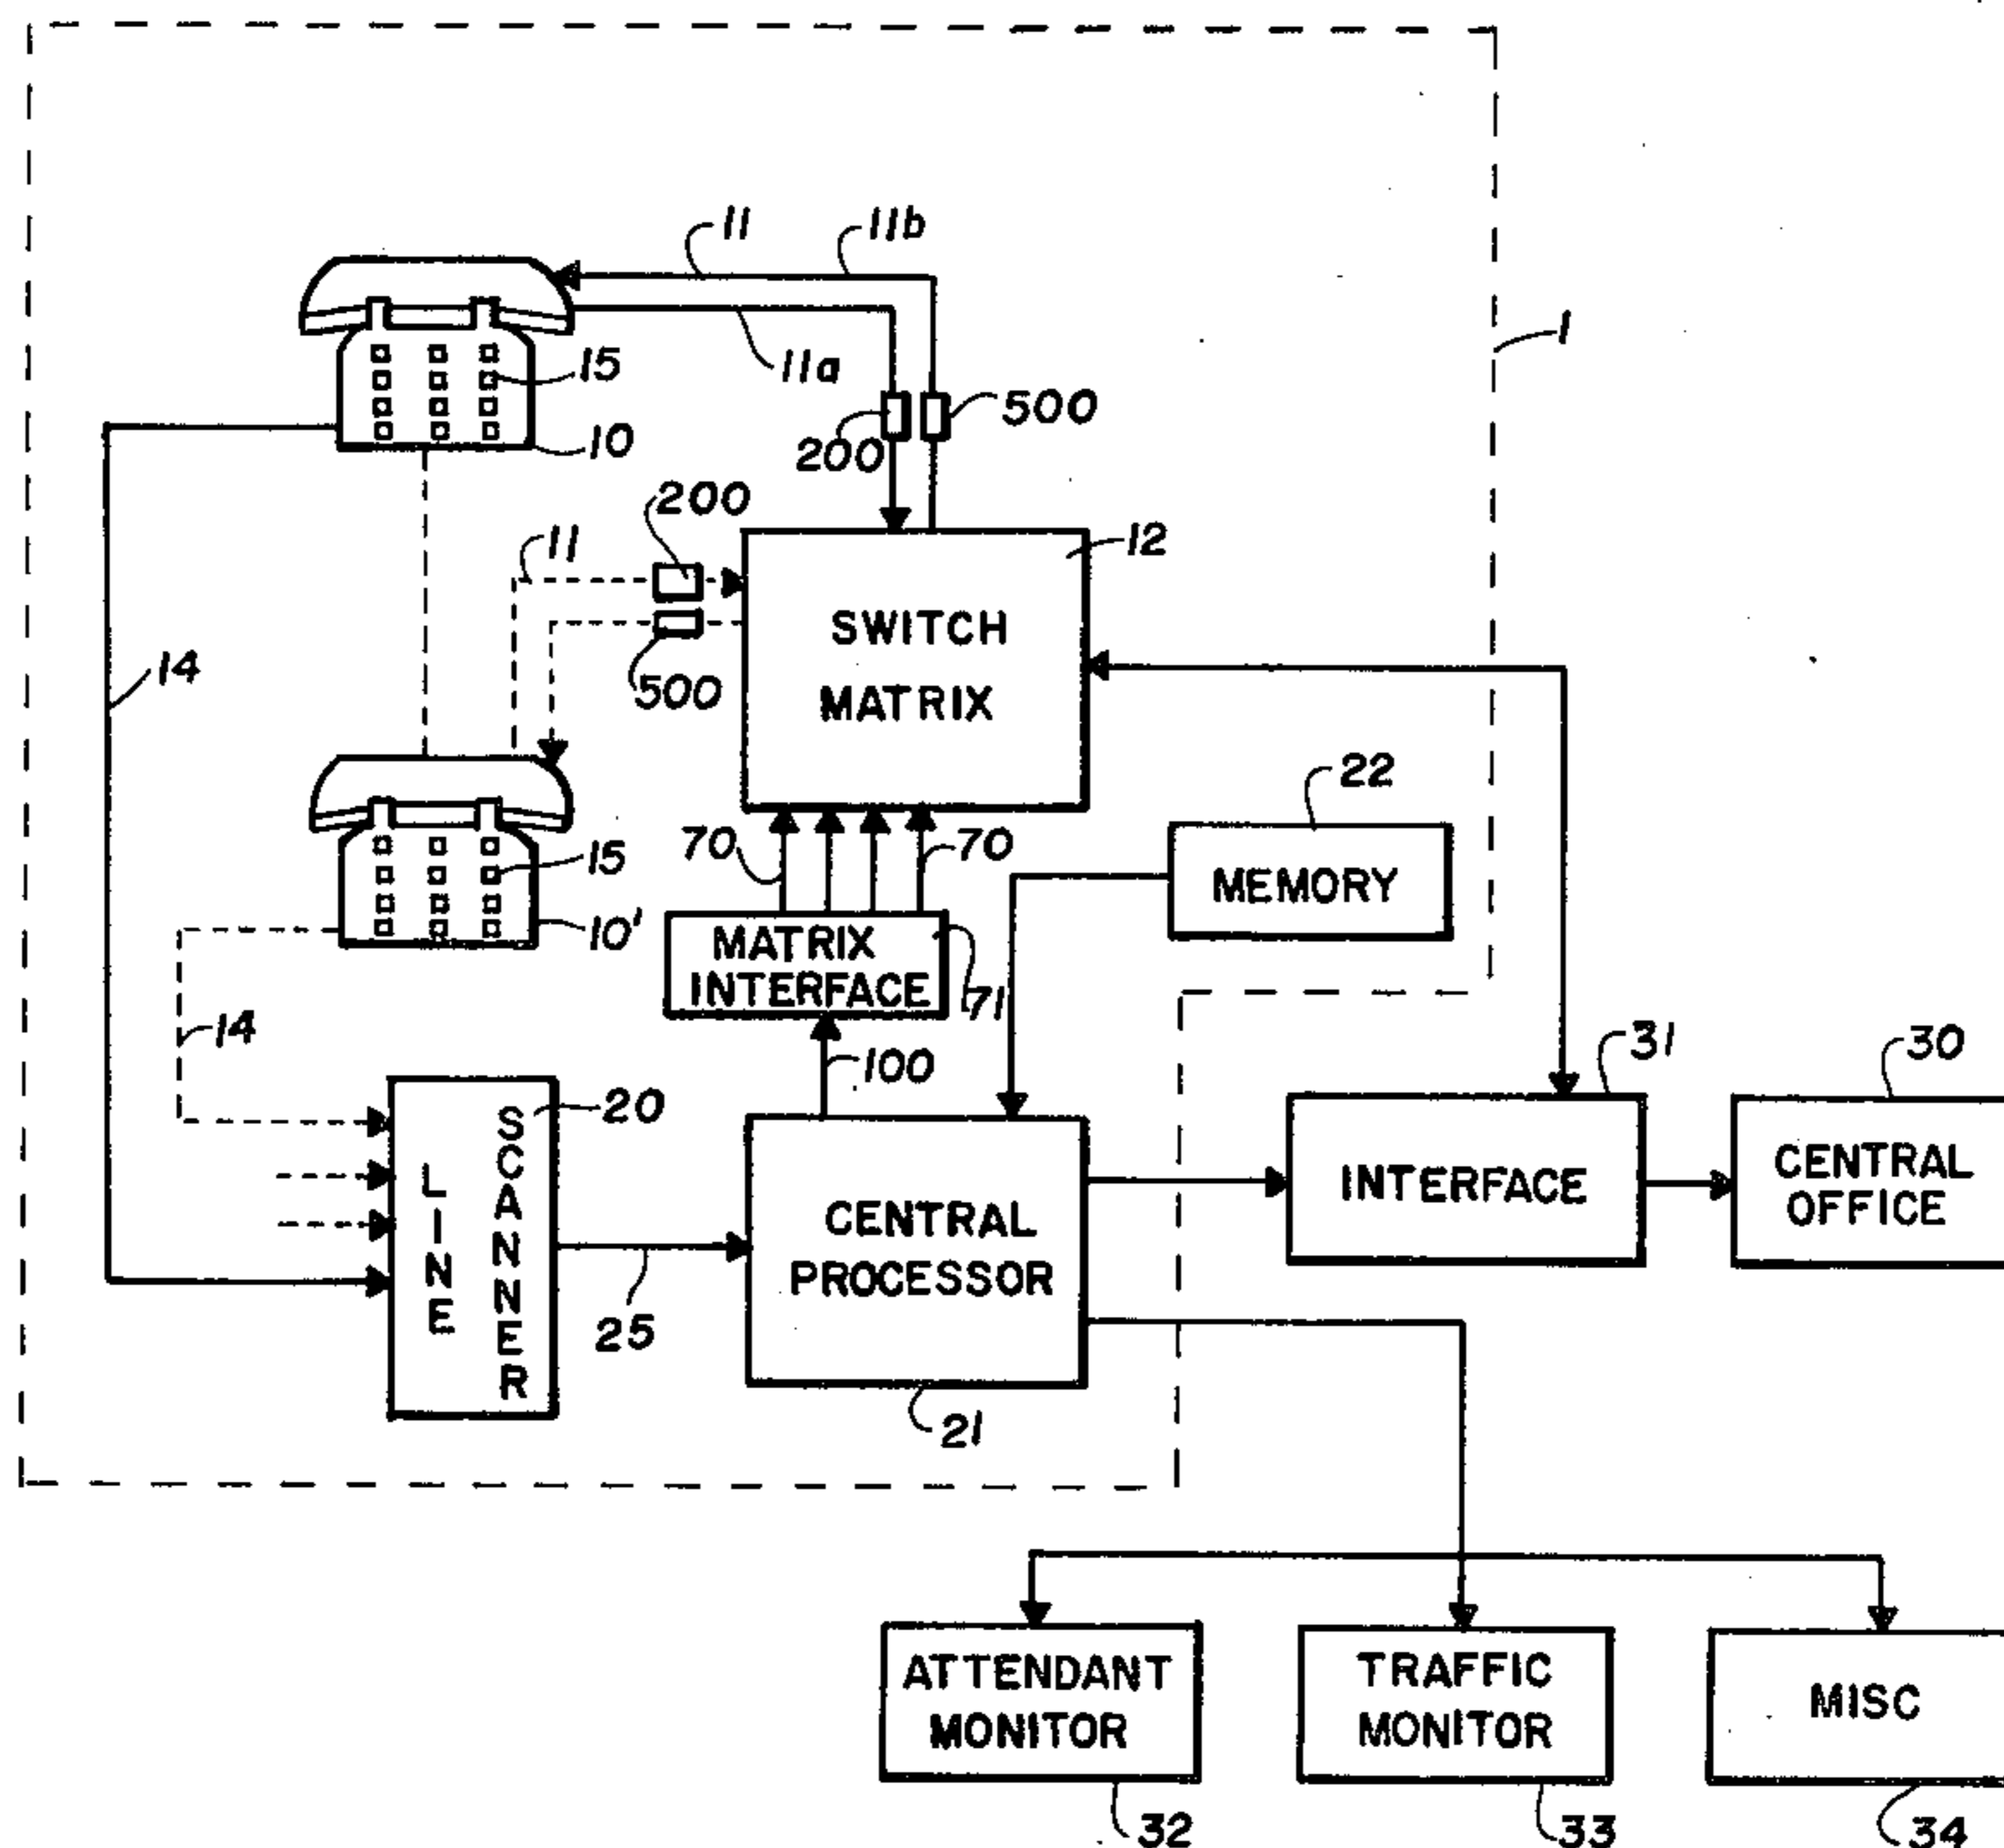 11
11b
1
15
11a
500
10
200
200
12
11
SWITCH
MATRIX
14
500
22
70
70
15
MEMORY
10'
MATRIX
INTERFACE
71
14
31
30
100
20
LINE
SCANNER
CENTRAL
PROCESSOR
INTERFACE
CENTRAL
OFFICE
25
21
ATTENDANT
MONITOR
TRAFFIC
MONITOR
MISC
32
33
34